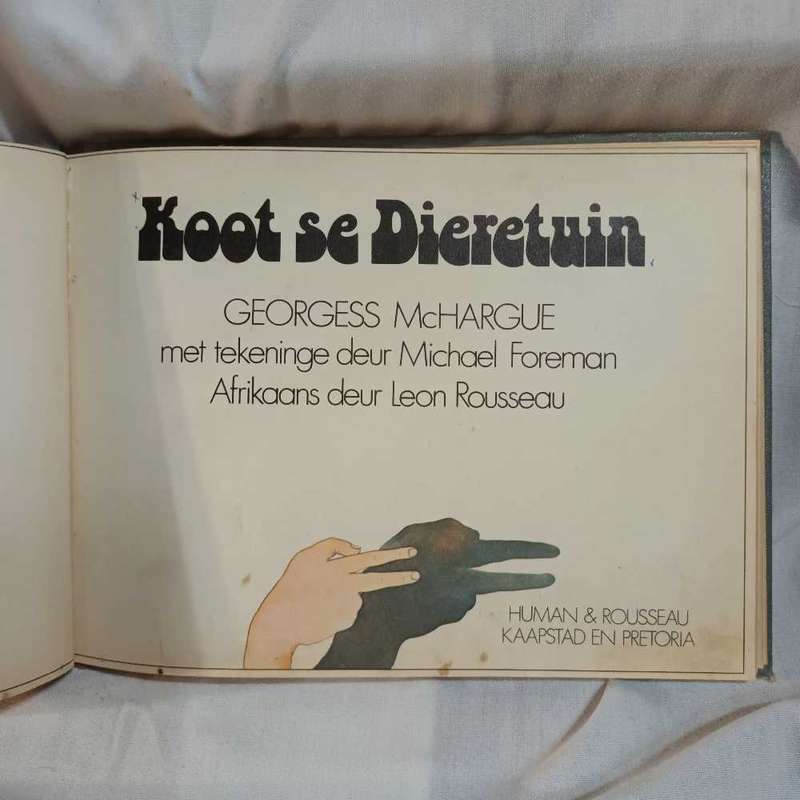 Koot se Dieretuin
GEORGESS McHARGUE
met tekeninge deur Michael Foreman
Afrikaans deur Leon Rousseau
HUMAN & ROUSSEAU
KAAPSTAD EN PRETORIA